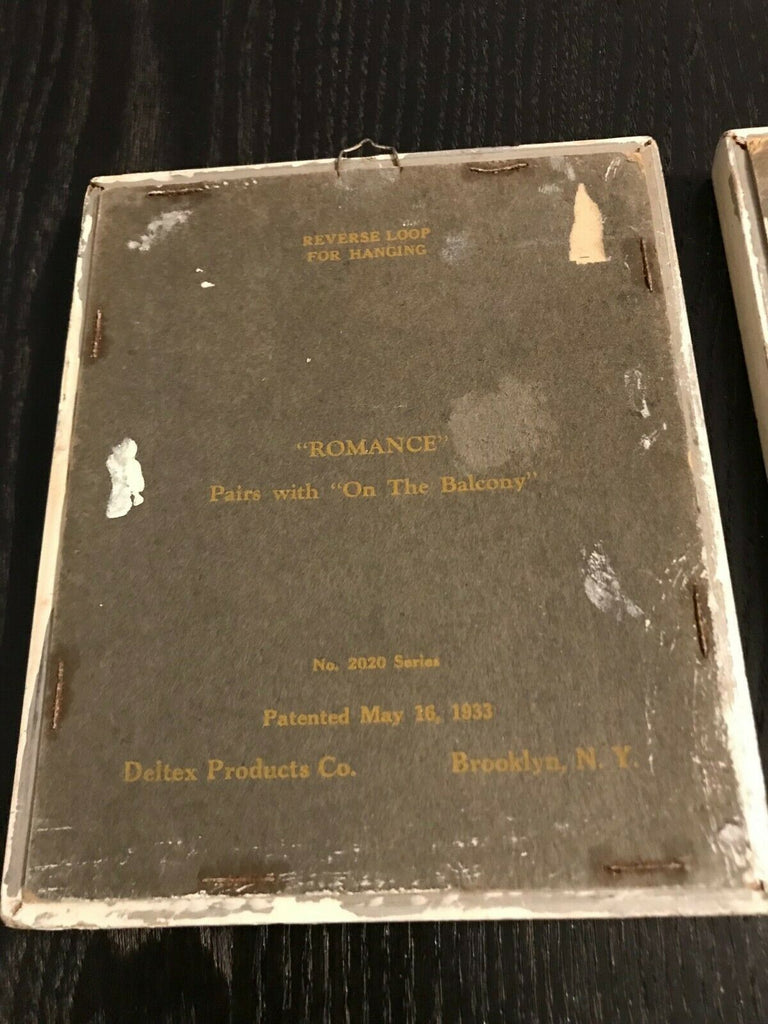 REVERSE LOOP
FOR HANGING
"ROMANCE"
Pairs with "On The Balcony"
No. 2020 Series
Patented May 16, 1933
Deltex Products Co. Brooklyn, N. Y.